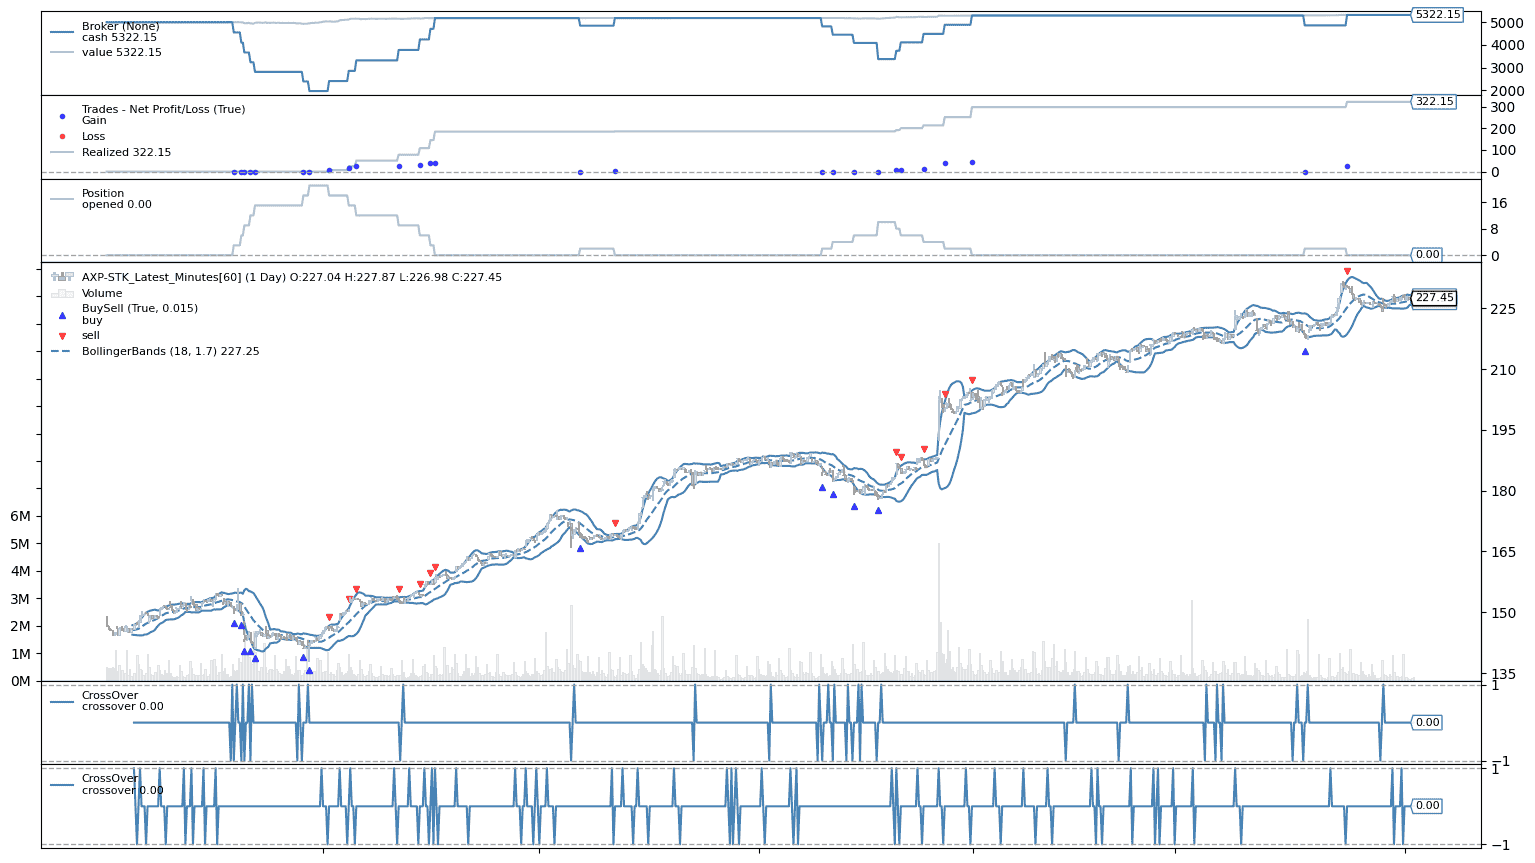 Broker (None)
cash 5322.15
value 5322.15
5322.15
5000
4000
3000
2000
Trades - Net Profit/Loss (True)
Gain
Loss
Realized 322.15
322.15
300
200
100
0
Position
opened 0.00
16
8
0.00
0
AXP-STK_Latest_Minutes[60] (1 Day) O:227.04 H:227.87 L:226.98 C:227.45
Volume
BuySell (True, 0.015)
buy
sell
BollingerBands (18, 1.7) 227.25
227.45
225
210
195
180
165
150
135
6M
5M
4M
3M
2M
1M
0M
CrossOver
crossover 0.00
1
0.00
−1
CrossOver
crossover 0.00
1
0.00
−1